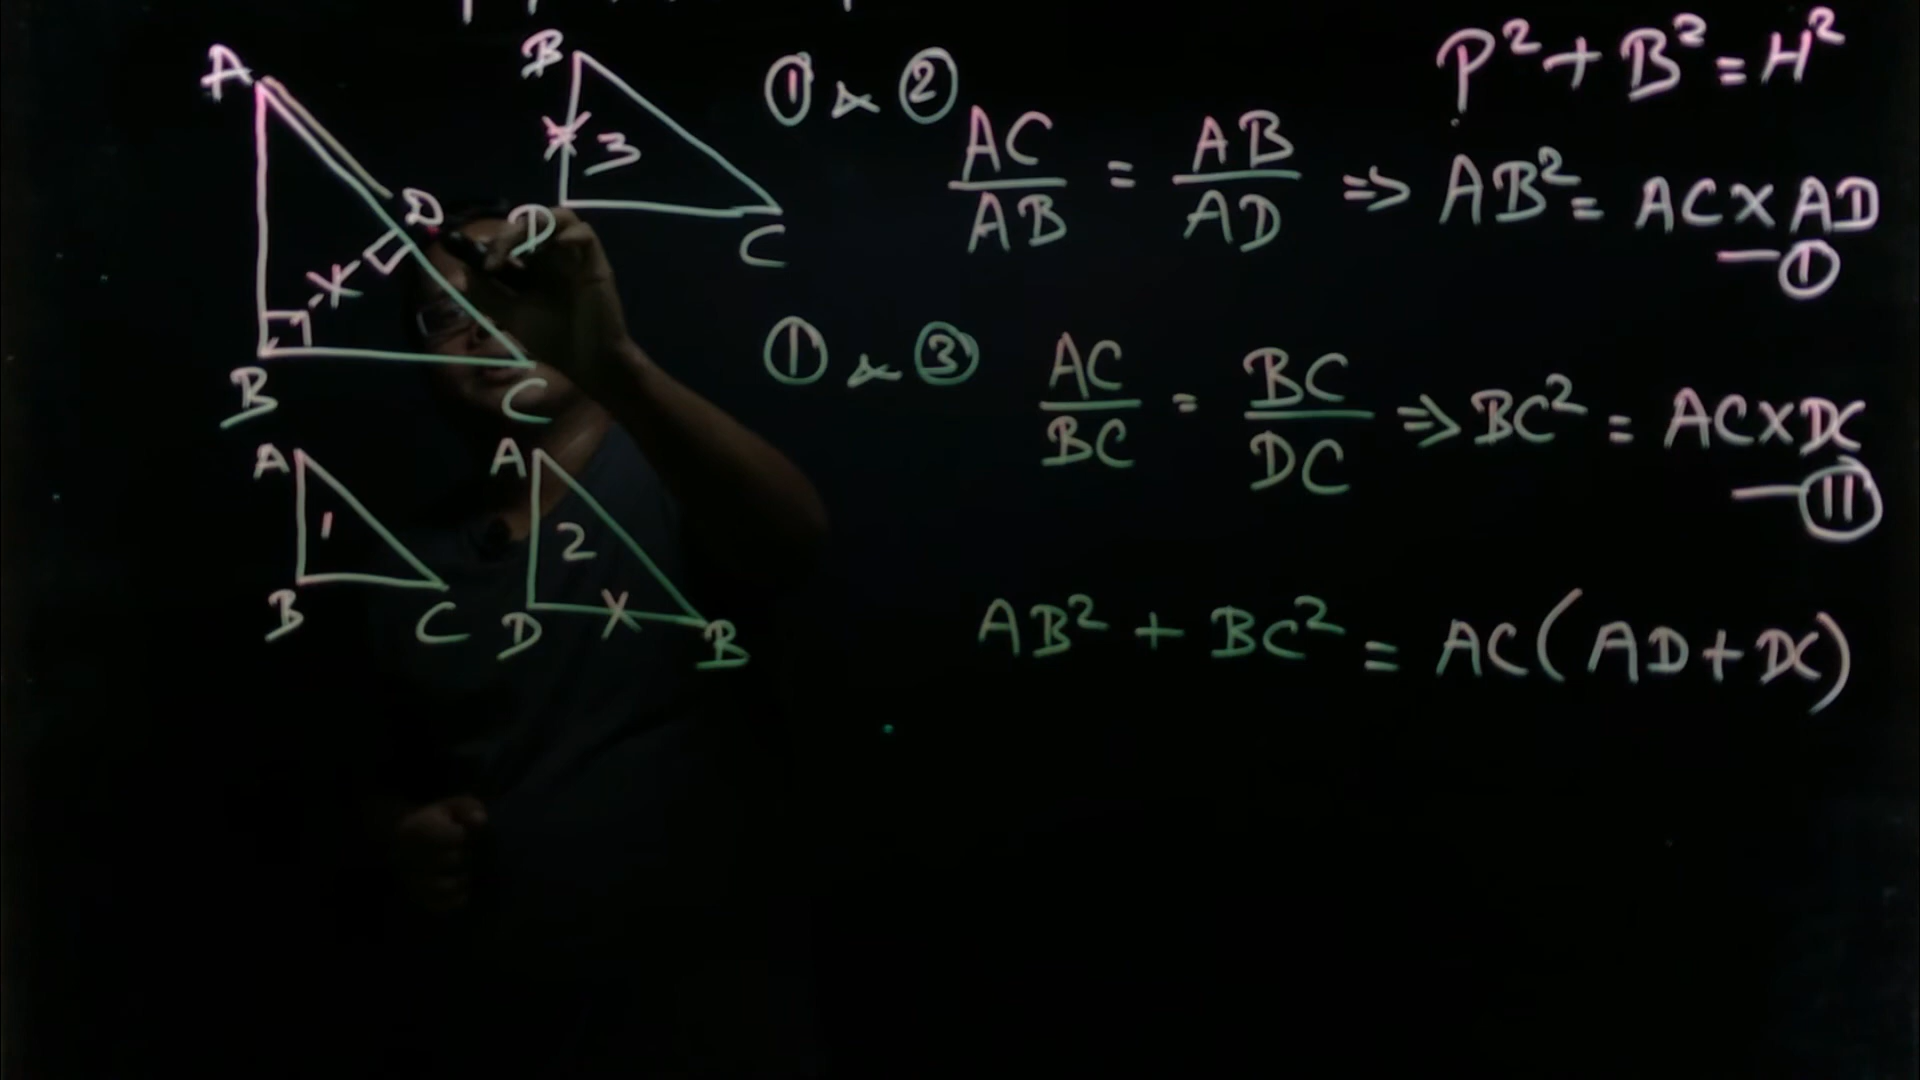 P² + B² = H²
A
B
3
D
C
D
B
C
① & ②
AC/AB = AB/AD => AB² = AC × AD
— ①
① & ③
AC/BC = BC/DC => BC² = AC × DC
— ⑪
A
1
B
C
A
2
D
B
AB² + BC² = AC(AD + DC)